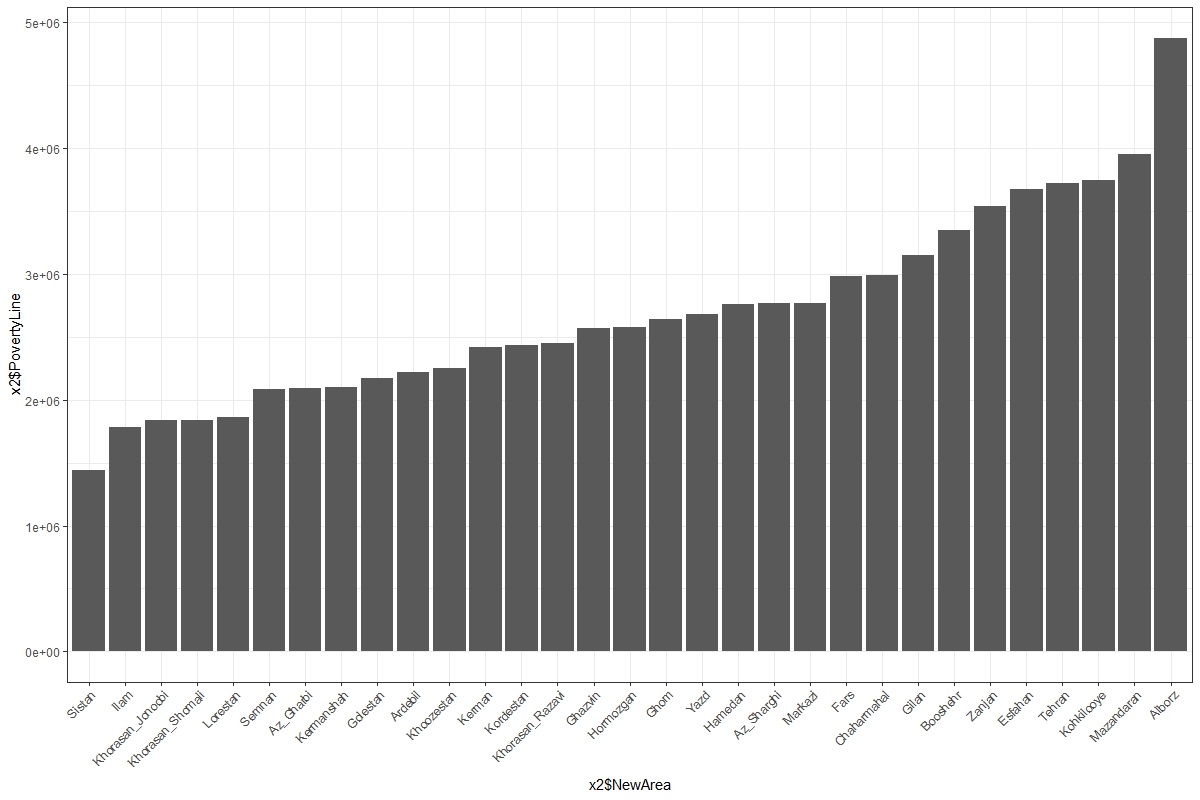 5e+06
4e+06
3e+06
2e+06
1e+06
0e+00
x2$PovertyLine
Sistan
Ilam
Khorasan_Jonoobi
Khorasan_Shomali
Lorestan
Semnan
Az_Gharbi
Kermanshah
Golestan
Ardebil
Khoozestan
Kerman
Kordestan
Khorasan_Razavi
Ghazvin
Hormozgan
Ghom
Yazd
Hamedan
Az_Sharghi
Markazi
Fars
Chaharmahal
Gilan
Booshehr
Zanjan
Esfahan
Tehran
Kohkilooye
Mazandaran
Alborz
x2$NewArea